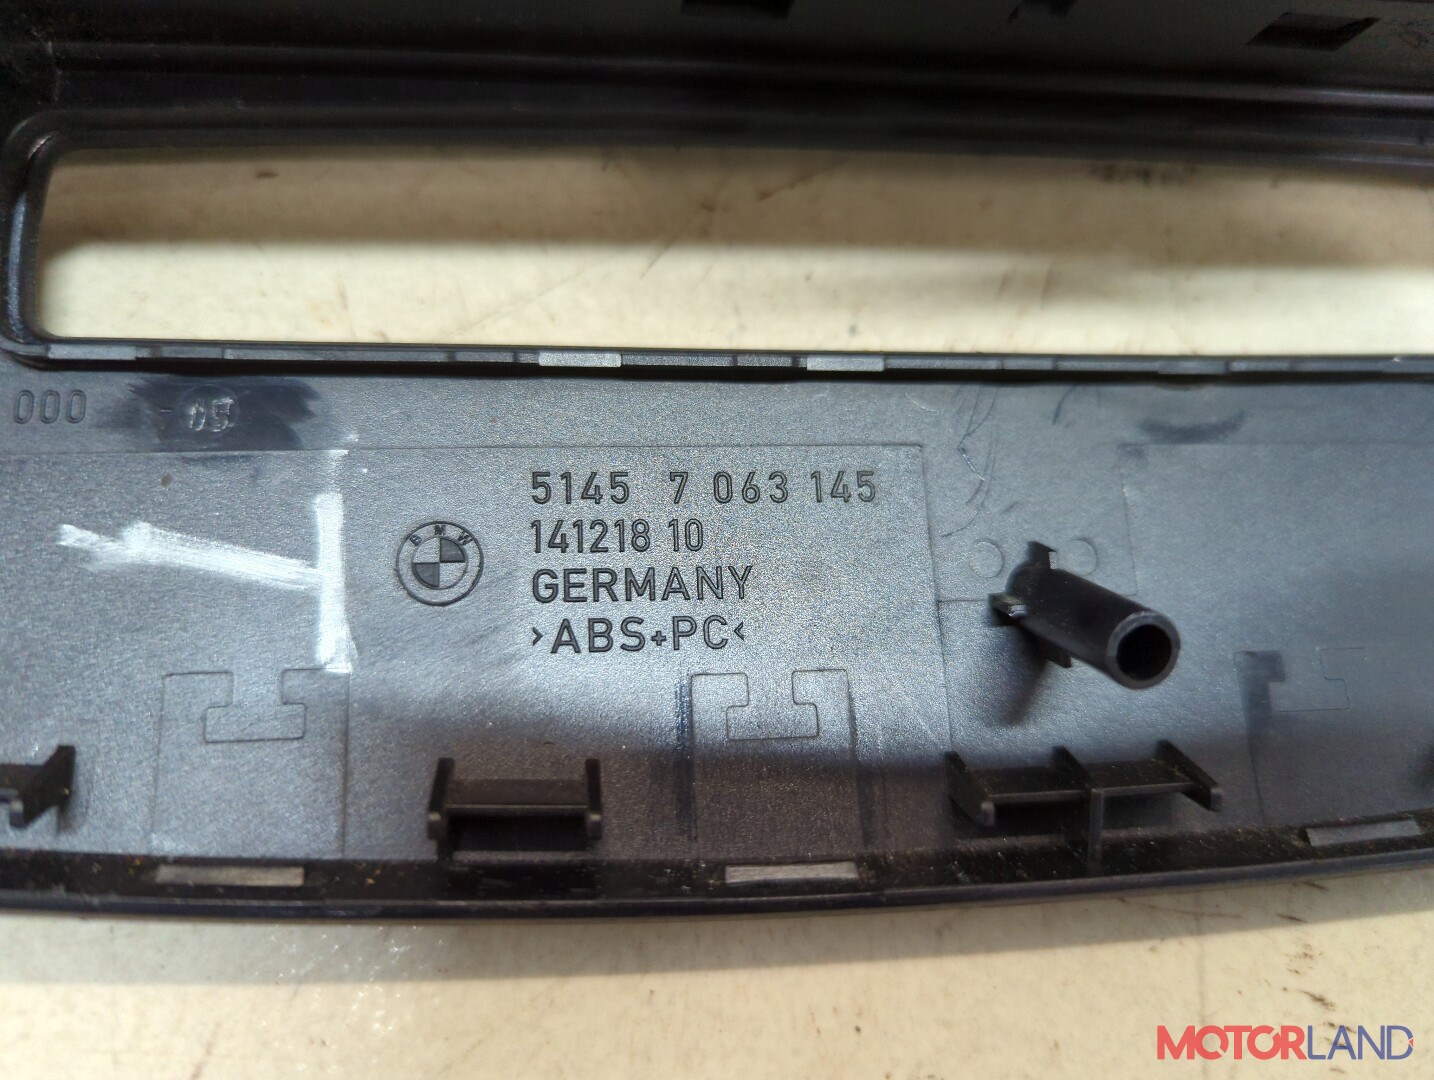 000
5145 7 063 145
BMW
141218 10
GERMANY
>ABS+PC<
MOTORLAND